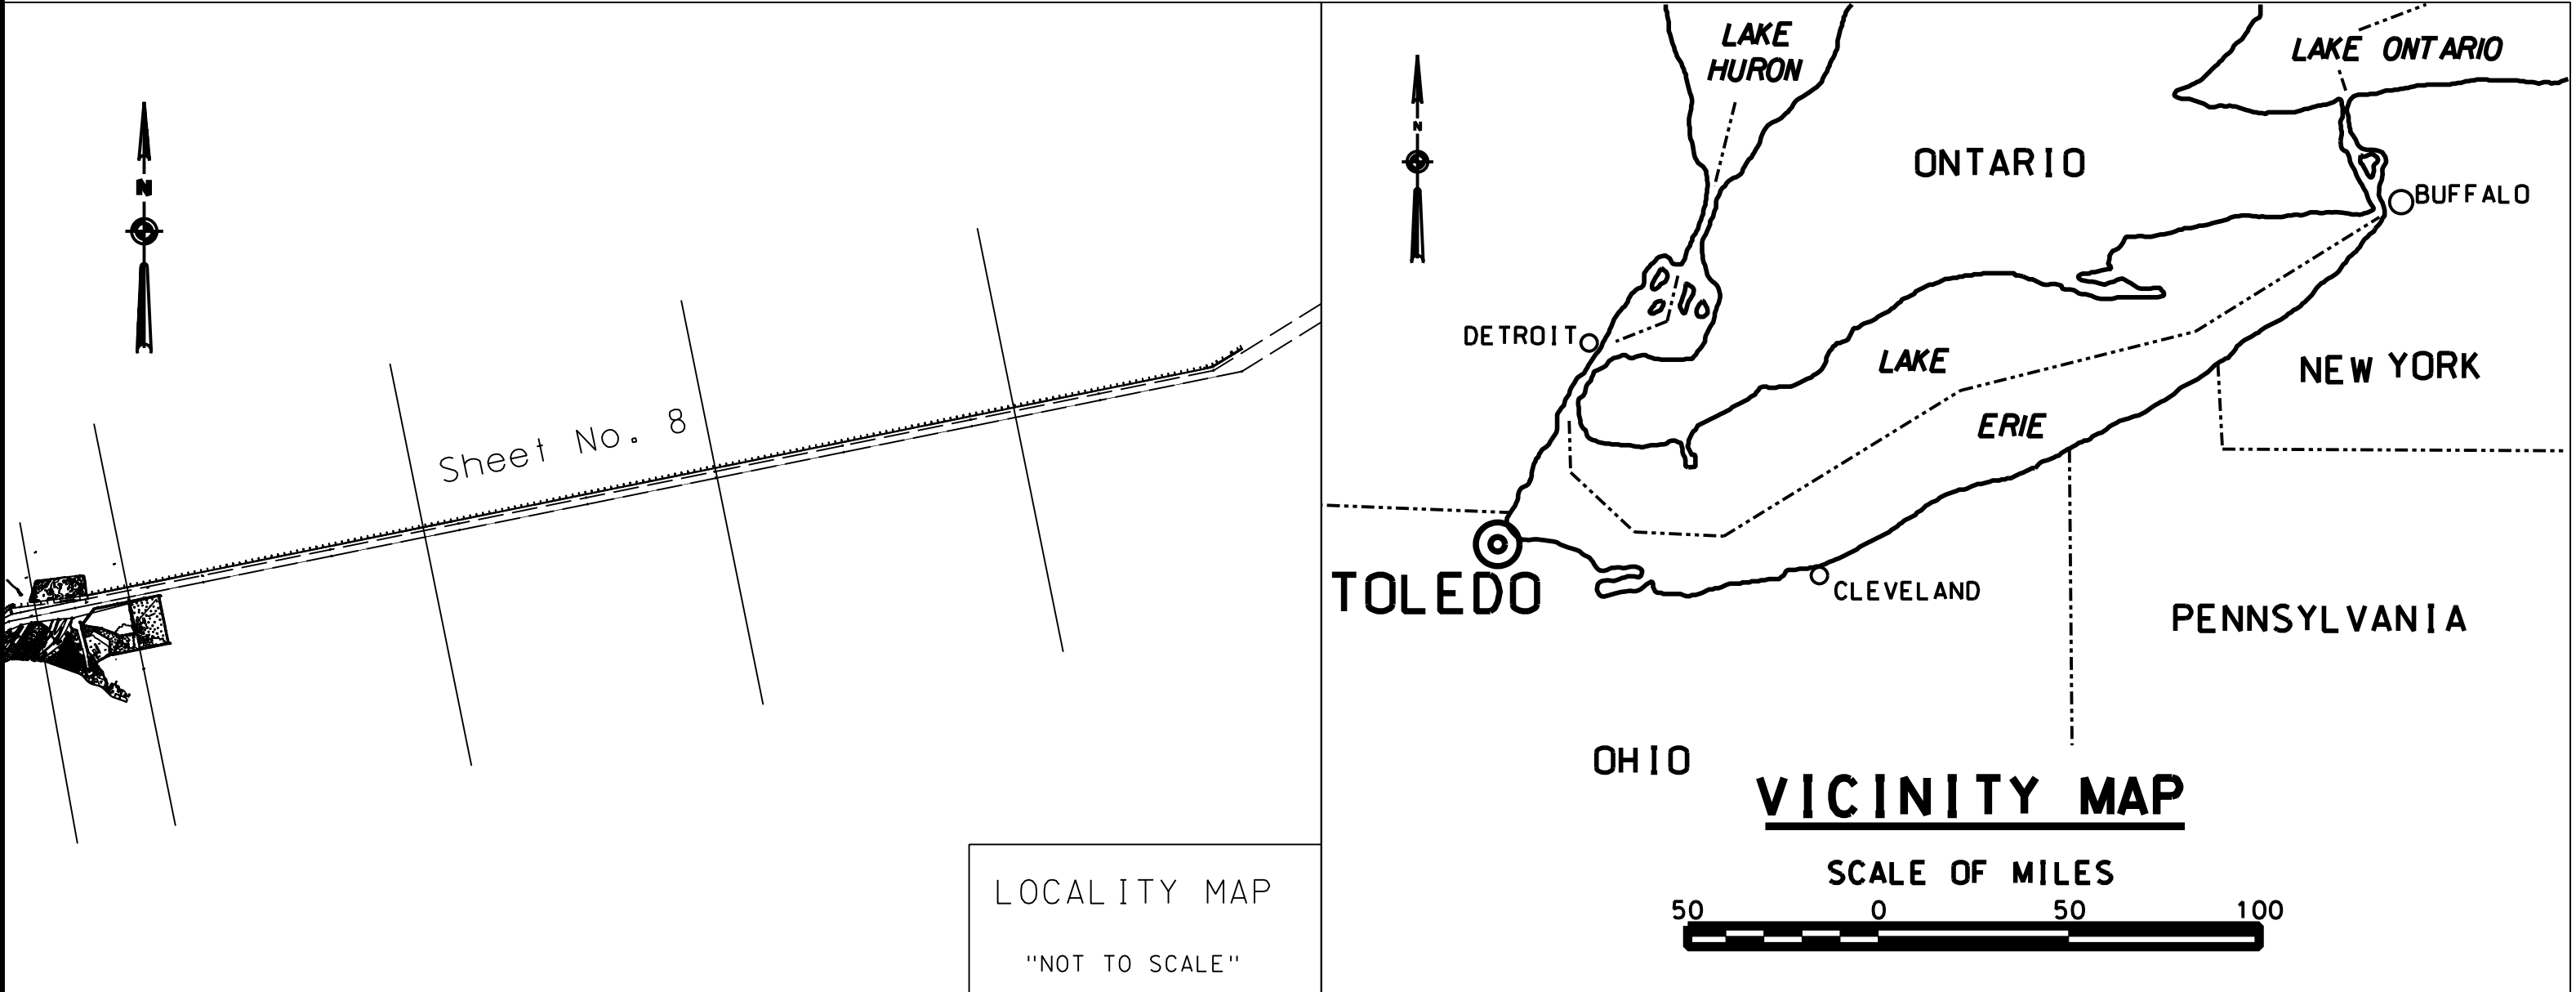 N
Sheet No. 8
LOCALITY MAP
"NOT TO SCALE"
LAKE
HURON
LAKE ONTARIO
N
ONTARIO
BUFFALO
DETROIT
LAKE
ERIE
NEW YORK
TOLEDO
CLEVELAND
PENNSYLVANIA
OHIO
VICINITY MAP
SCALE OF MILES
50 0 50 100